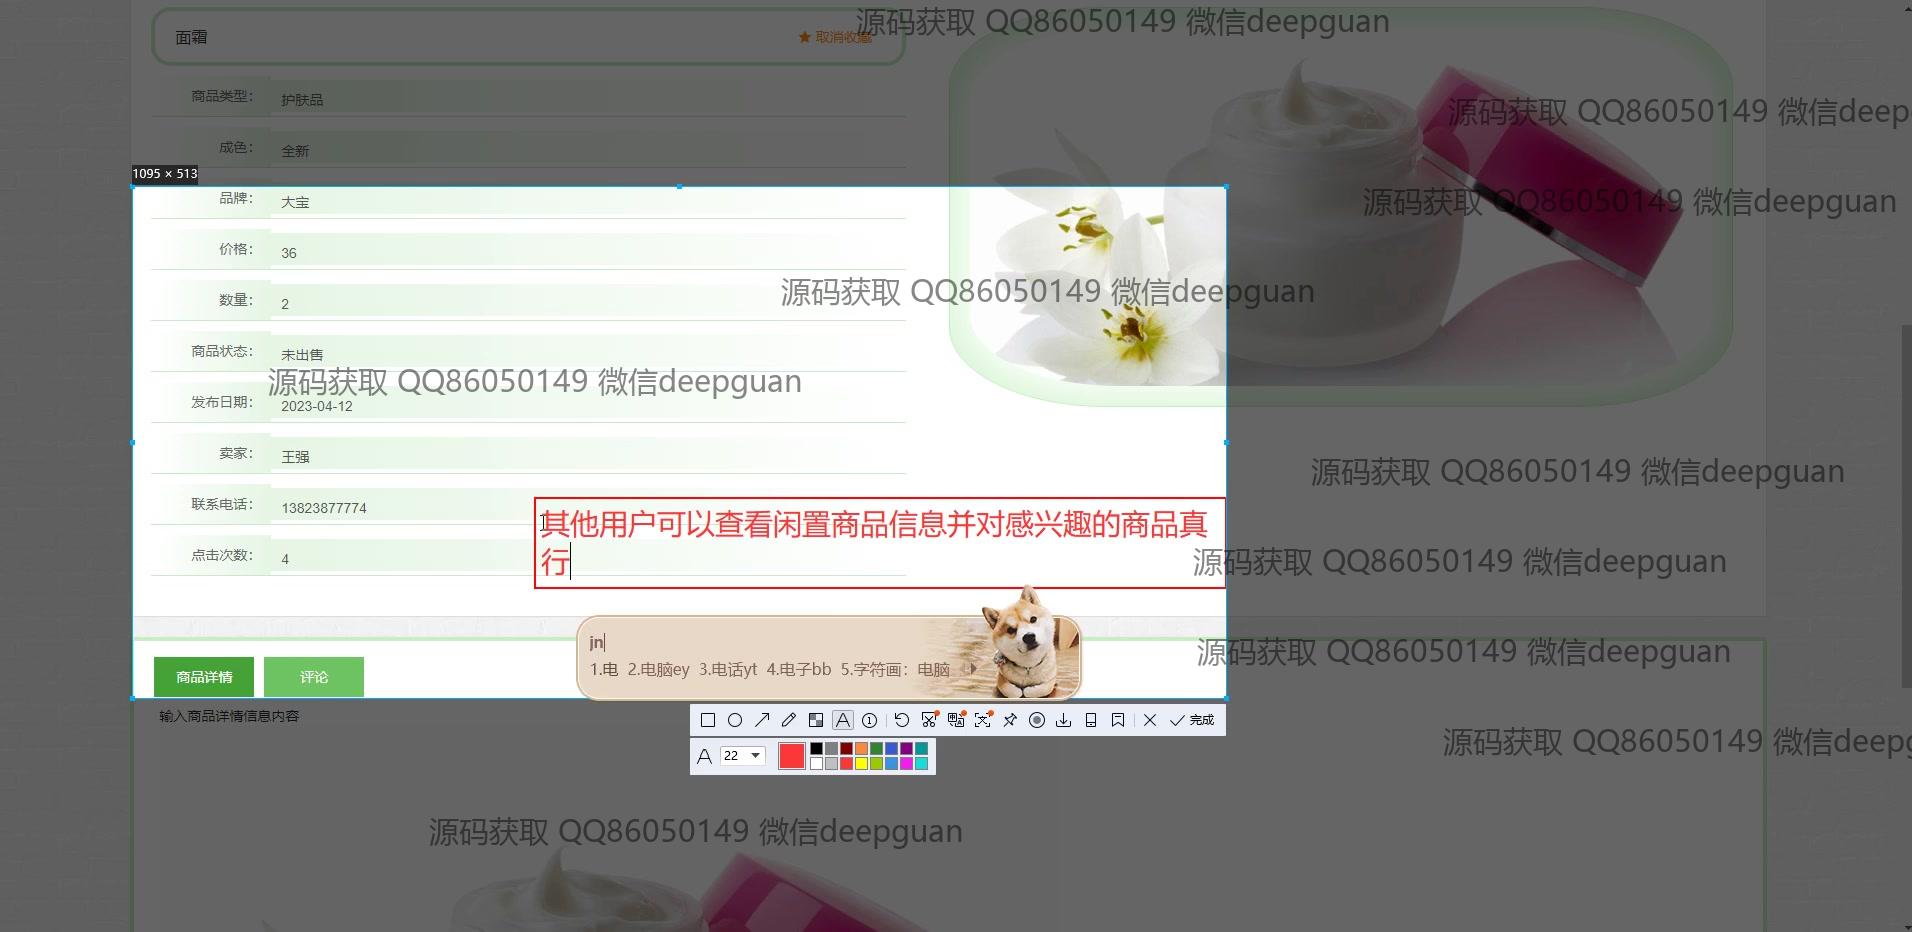 源码获取 QQ86050149 微信deepguan
面霜
★ 取消收藏
商品类型： 护肤品
源码获取 QQ86050149 微信deep
成色： 全新
1095 × 513
品牌： 大宝
源码获取 QQ86050149 微信deepguan
价格： 36
源码获取 QQ86050149 微信deepguan
数量： 2
商品状态： 未出售
源码获取 QQ86050149 微信deepguan
发布日期： 2023-04-12
卖家： 王强
源码获取 QQ86050149 微信deepguan
联系电话： 13823877774
其他用户可以查看闲置商品信息并对感兴趣的商品真
行
点击次数： 4
源码获取 QQ86050149 微信deepguan
jn
1.电 2.电脑ey 3.电话yt 4.电子bb 5.字符画：电脑
源码获取 QQ86050149 微信deepguan
商品详情 评论
输入商品详情信息内容
完成
A 22
源码获取 QQ86050149 微信deepg
源码获取 QQ86050149 微信deepguan